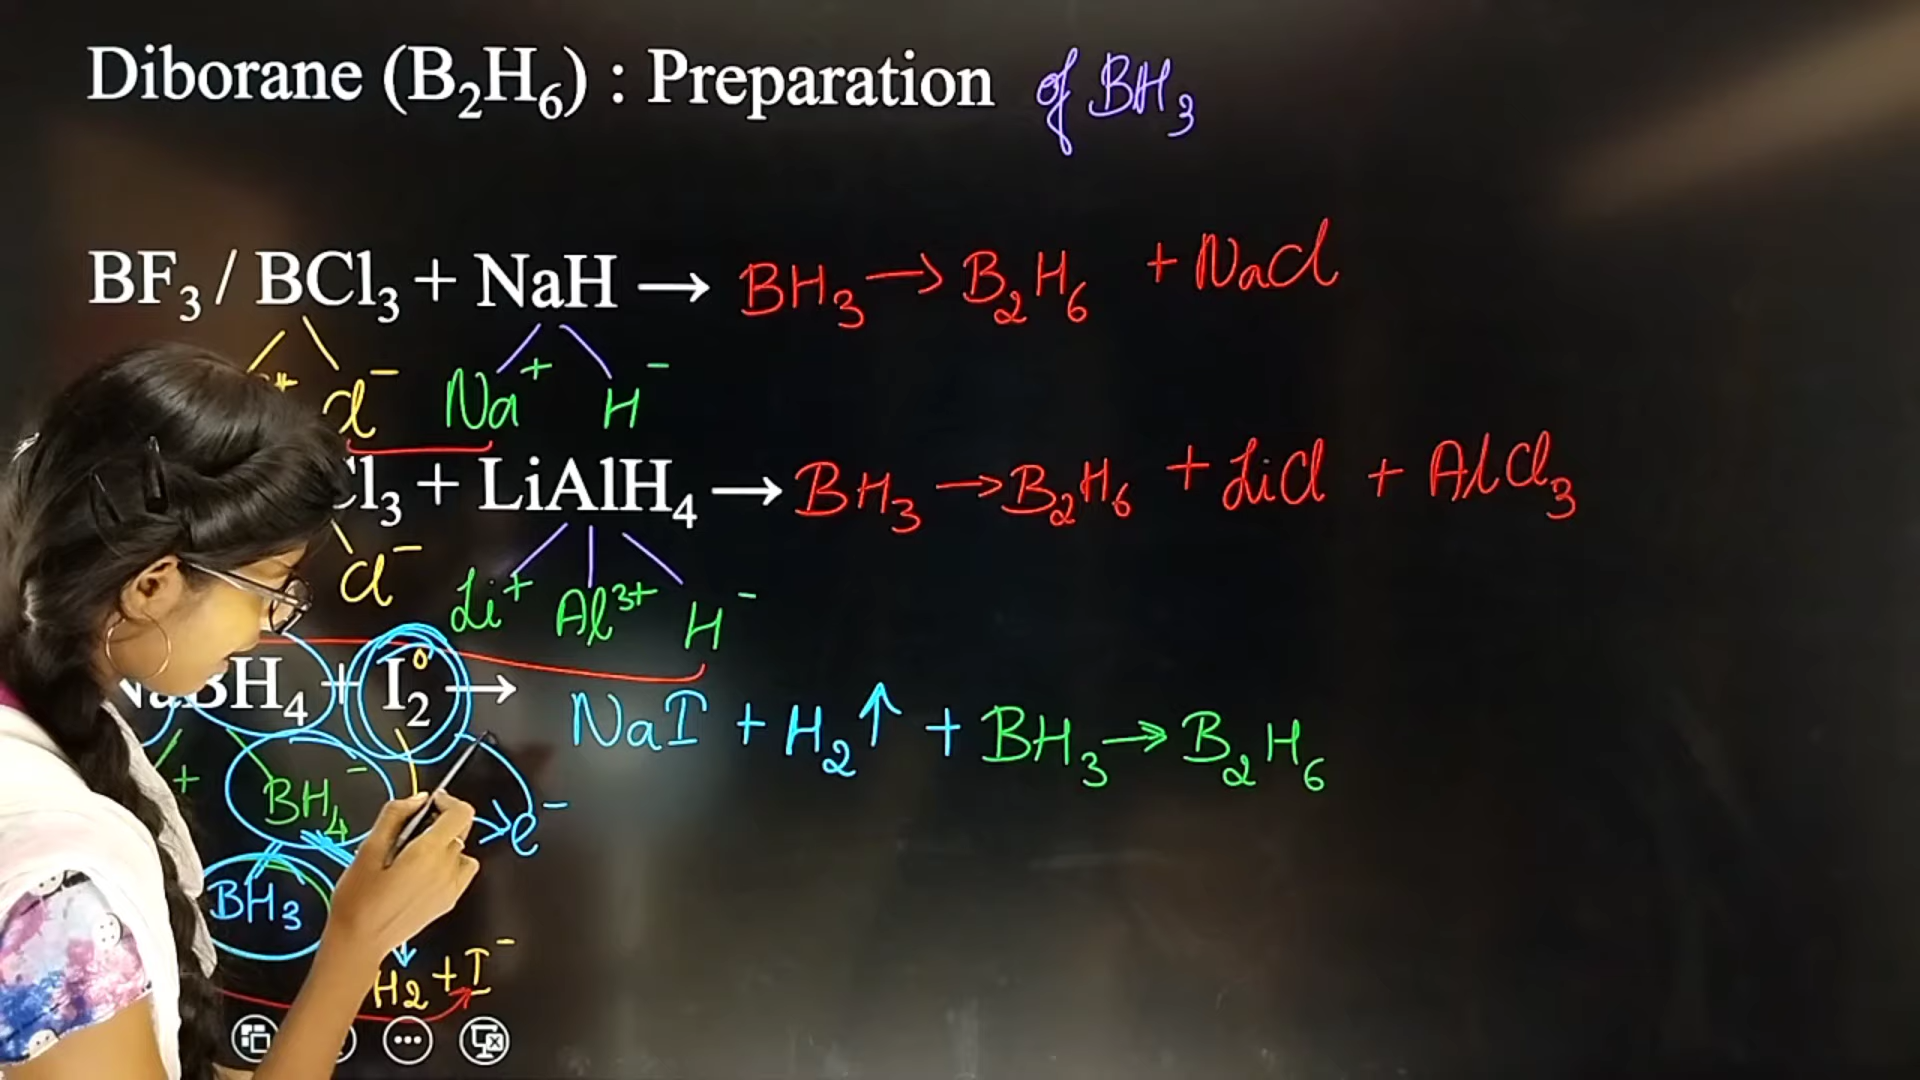 Diborane (B₂H₆) : Preparation of BH₃
BF₃ / BCl₃ + NaH → BH₃ → B₂H₆ + NaCl
Cl⁻ Na⁺ H⁻
Cl₃ + LiAlH₄ → BH₃ → B₂H₆ + LiCl + AlCl₃
Cl⁻ Li⁺ Al³⁺ H⁻
NaBH₄ + I₂⁰ → NaI + H₂↑ + BH₃ → B₂H₆
+ BH₄⁻ e⁻
BH₃
H₂ + I⁻